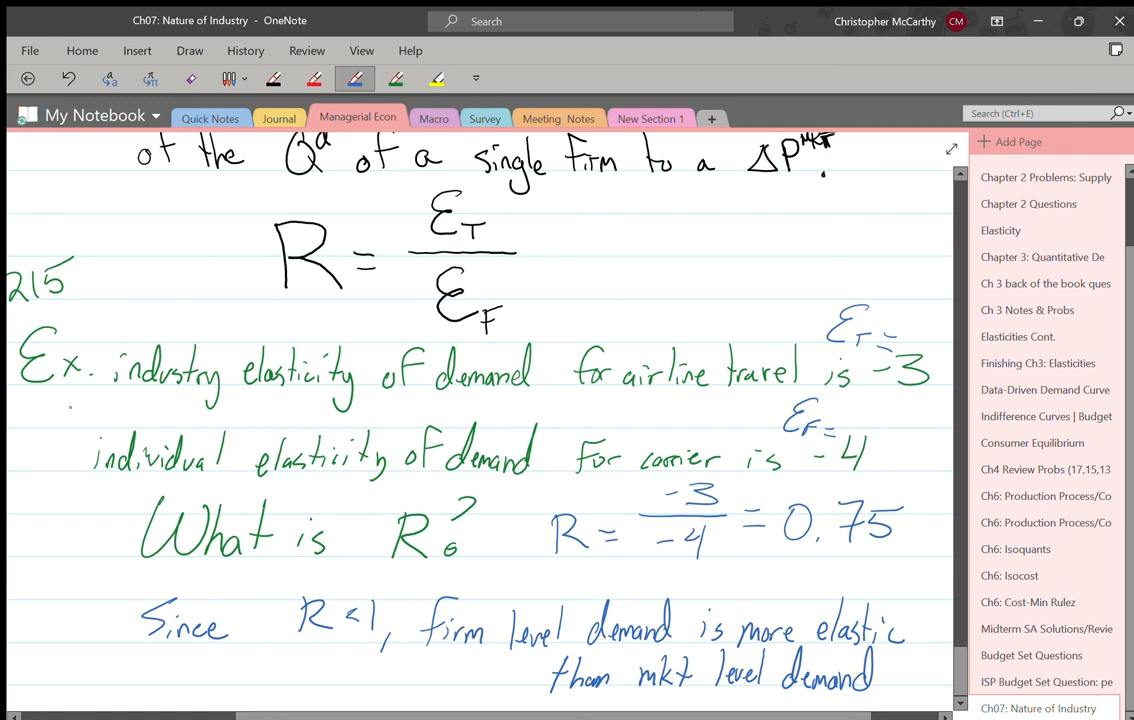 Ch07: Nature of Industry - OneNote
Search
Christopher McCarthy CM
File Home Insert Draw History Review View Help
My Notebook Quick Notes Journal Managerial Econ Macro Survey Meeting Notes New Section 1
Search (Ctrl+E)
of the Qd of a single firm to a ΔPMKT.
R = ƐT / ƐF
215
ƐT =
Ex. industry elasticity of demand for airline travel is -3
ƐF =
individual elasticity of demand for carrier is -4
What is R? R = -3 / -4 = 0.75
Since R < 1, firm level demand is more elastic
than mkt level demand
Add Page
Chapter 2 Problems: Supply
Chapter 2 Questions
Elasticity
Chapter 3: Quantitative De
Ch 3 back of the book ques
Ch 3 Notes & Probs
Elasticities Cont.
Finishing Ch3: Elasticities
Data-Driven Demand Curve
Indifference Curves | Budget
Consumer Equilibrium
Ch4 Review Probs (17,15,13
Ch6: Production Process/Co
Ch6: Production Process/Co
Ch6: Isoquants
Ch6: Isocost
Ch6: Cost-Min Rulez
Midterm SA Solutions/Revie
Budget Set Questions
ISP Budget Set Question: pe
Ch07: Nature of Industry